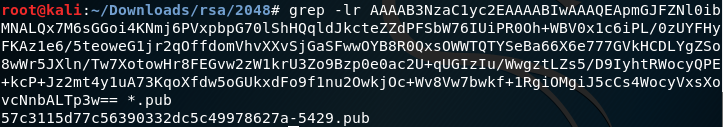 root@kali:~/Downloads/rsa/2048# grep -lr AAAAB3NzaC1yc2EAAAABIwAAAQEApmGJFZNl0ib
MNALQx7M6sGGoi4KNmj6PVxpbpG70lShHQqldJkcteZZdPFSbW76IUiPR0Oh+WBV0x1c6iPL/0zUYFHy
FKAz1e6/5teoweG1jr2qOffdomVhvXXvSjGaSFwwOYB8R0QxsOWWTQTYSeBa66X6e777GVkHCDLYgZSo
8wWr5JXln/Tw7XotowHr8FEGvw2zW1krU3Zo9Bzp0e0ac2U+qUGIzIu/WwgztLZs5/D9IyhtRWocyQPE
+kcP+Jz2mt4y1uA73KqoXfdw5oGUkxdFo9f1nu2OwkjOc+Wv8Vw7bwkf+1RgiOMgiJ5cCs4WocyVxsXo
vcNnbALTp3w== *.pub
57c3115d77c56390332dc5c49978627a-5429.pub